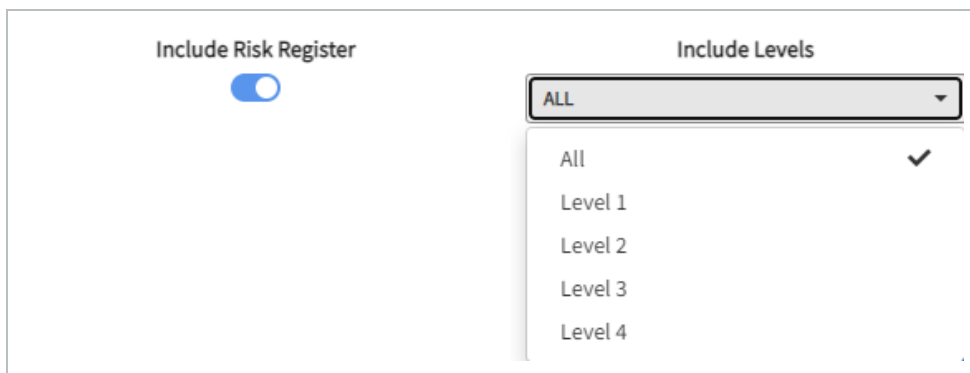 Include Risk Register
Include Levels
ALL
All
Level 1
Level 2
Level 3
Level 4